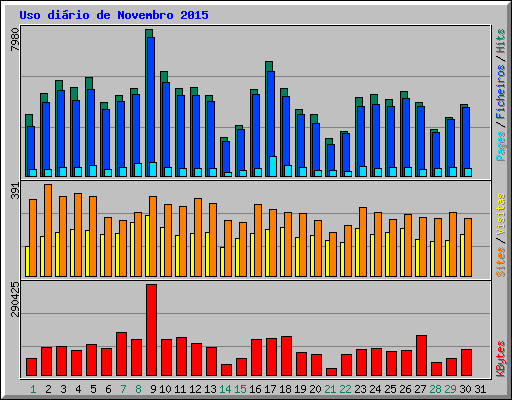 Uso diário de Novembro 2015
7980
391
290425
Pages / Ficheiros / Hits
Sites / Visitas
KBytes
1 2 3 4 5 6 7 8 9 10 11 12 13 14 15 16 17 18 19 20 21 22 23 24 25 26 27 28 29 30 31